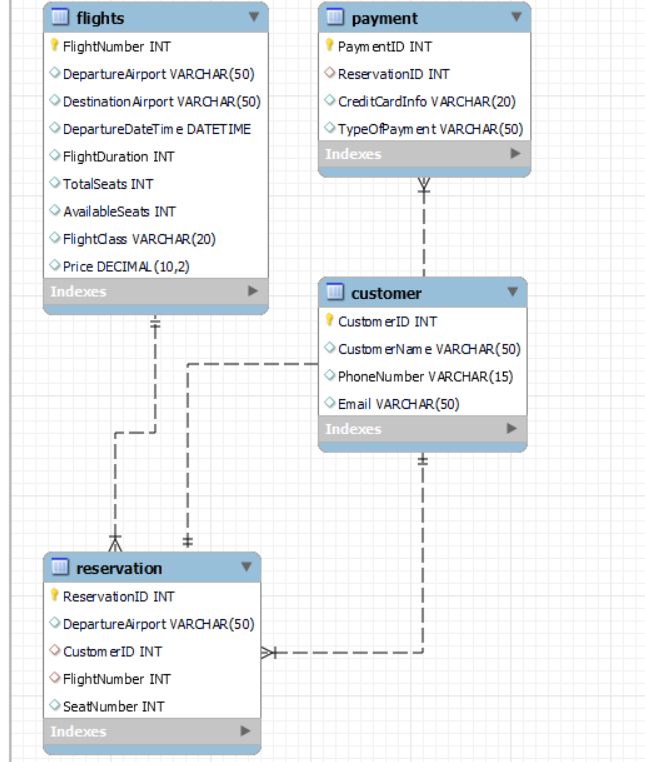 flights
FlightNumber INT
DepartureAirport VARCHAR(50)
DestinationAirport VARCHAR(50)
DepartureDateTime DATETIME
FlightDuration INT
TotalSeats INT
AvailableSeats INT
FlightClass VARCHAR(20)
Price DECIMAL(10,2)
Indexes
payment
PaymentID INT
ReservationID INT
CreditCardInfo VARCHAR(20)
TypeOfPayment VARCHAR(50)
Indexes
customer
CustomerID INT
CustomerName VARCHAR(50)
PhoneNumber VARCHAR(15)
Email VARCHAR(50)
Indexes
reservation
ReservationID INT
DepartureAirport VARCHAR(50)
CustomerID INT
FlightNumber INT
SeatNumber INT
Indexes